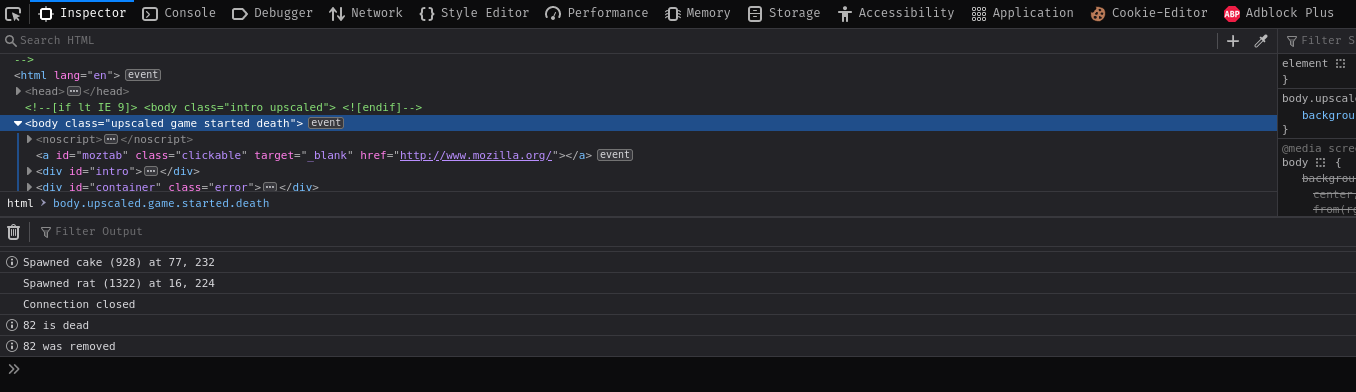 Inspector Console Debugger Network Style Editor Performance Memory Storage Accessibility Application Cookie-Editor ABP Adblock Plus
Search HTML
-->
<html lang="en"> event
<head> ··· </head>
<!--[if lt IE 9]> <body class="intro upscaled"> <![endif]-->
<body class="upscaled game started death"> event
<noscript> ··· </noscript>
<a id="moztab" class="clickable" target="_blank" href="http://www.mozilla.org/"></a> event
<div id="intro"> ··· </div>
<div id="container" class="error"> ··· </div>
html > body.upscaled.game.started.death
Filter S
element
}
body.upscale
backgrou
}
@media scree
body {
backgrou
center,
from(rg
Filter Output
Spawned cake (928) at 77, 232
Spawned rat (1322) at 16, 224
Connection closed
82 is dead
82 was removed
>>